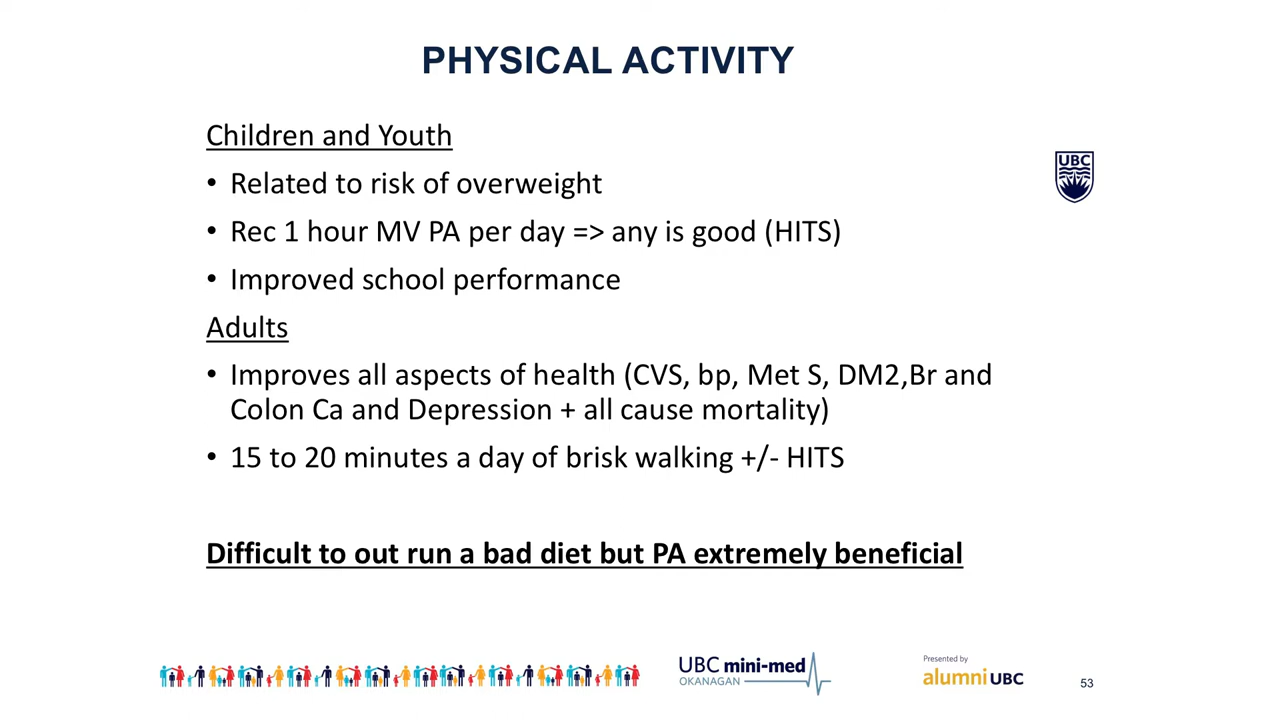 PHYSICAL ACTIVITY
Children and Youth
• Related to risk of overweight
UBC
• Rec 1 hour MV PA per day => any is good (HITS)
• Improved school performance
Adults
• Improves all aspects of health (CVS, bp, Met S, DM2,Br and
Colon Ca and Depression + all cause mortality)
• 15 to 20 minutes a day of brisk walking +/- HITS
Difficult to out run a bad diet but PA extremely beneficial
UBC mini-med
OKANAGAN
Presented by
alumni UBC
53